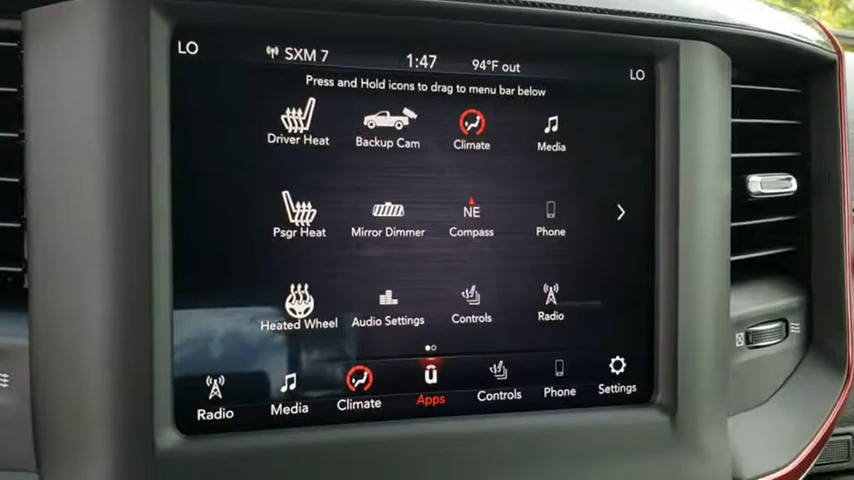 LO SXM 7 1:47 94°F out LO
Press and Hold icons to drag to menu bar below
Driver Heat Backup Cam Climate Media
NE
Psgr Heat Mirror Dimmer Compass Phone
Heated Wheel Audio Settings Controls Radio
ū
Radio Media Climate Apps Controls Phone Settings